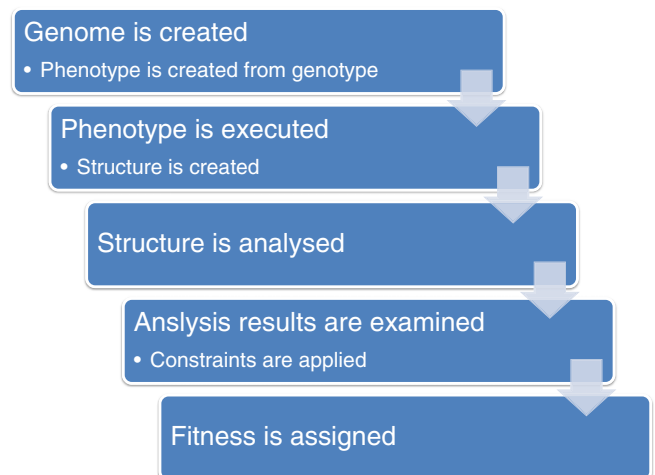 Genome is created
• Phenotype is created from genotype
Phenotype is executed
• Structure is created
Structure is analysed
Anslysis results are examined
• Constraints are applied
Fitness is assigned